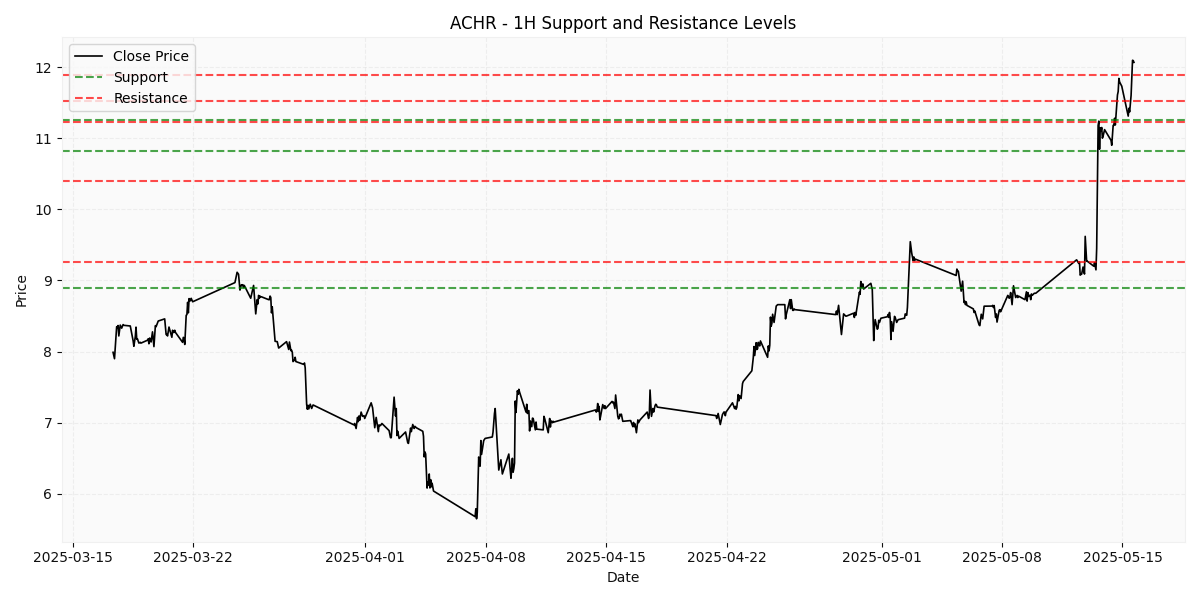 ACHR - 1H Support and Resistance Levels
Close Price
Support
Resistance
12
11
10
9
8
7
6
Price
2025-03-15 2025-03-22 2025-04-01 2025-04-08 2025-04-15 2025-04-22 2025-05-01 2025-05-08 2025-05-15
Date